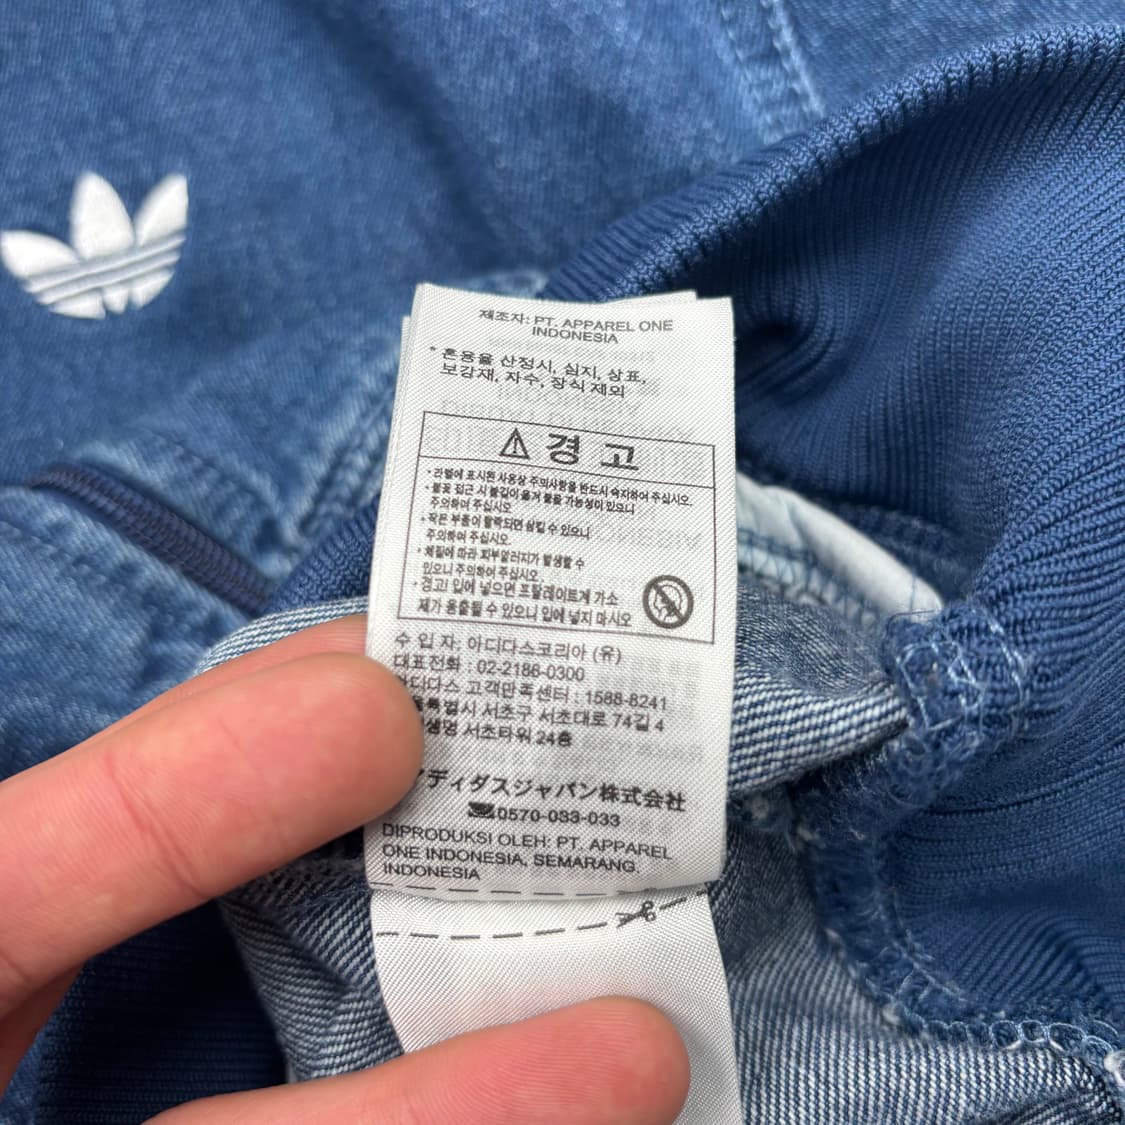 제조자: PT. APPAREL ONE
INDONESIA
* 혼용율 산정시, 심지, 상표,
보강재, 자수, 장식 제외
⚠ 경 고
• 라벨에 표시된 사용상 주의사항을 반드시 숙지하여 주십시오.
• 불꽃 접근 시 불길이 옮겨 붙을 가능성이 있으니
주의하여 주십시오
• 작은 부품이 탈락되면 삼킬 수 있으니
주의하여 주십시오.
• 체질에 따라 피부알러지가 발생할 수
있으니 주의하여 주십시오.
• 경고! 입에 넣으면 프탈레이트계 가소
제가 용출될 수 있으니 입에 넣지 마시오
수 입 자: 아디다스코리아 (유)
대표전화 : 02-2186-0300
아디다스 고객만족센터 : 1588-8241
특별시 서초구 서초대로 74길 4
생명 서초타워 24층
アディダスジャパン株式会社
0570-033-033
DIPRODUKSI OLEH: PT. APPAREL
ONE INDONESIA, SEMARANG.
INDONESIA